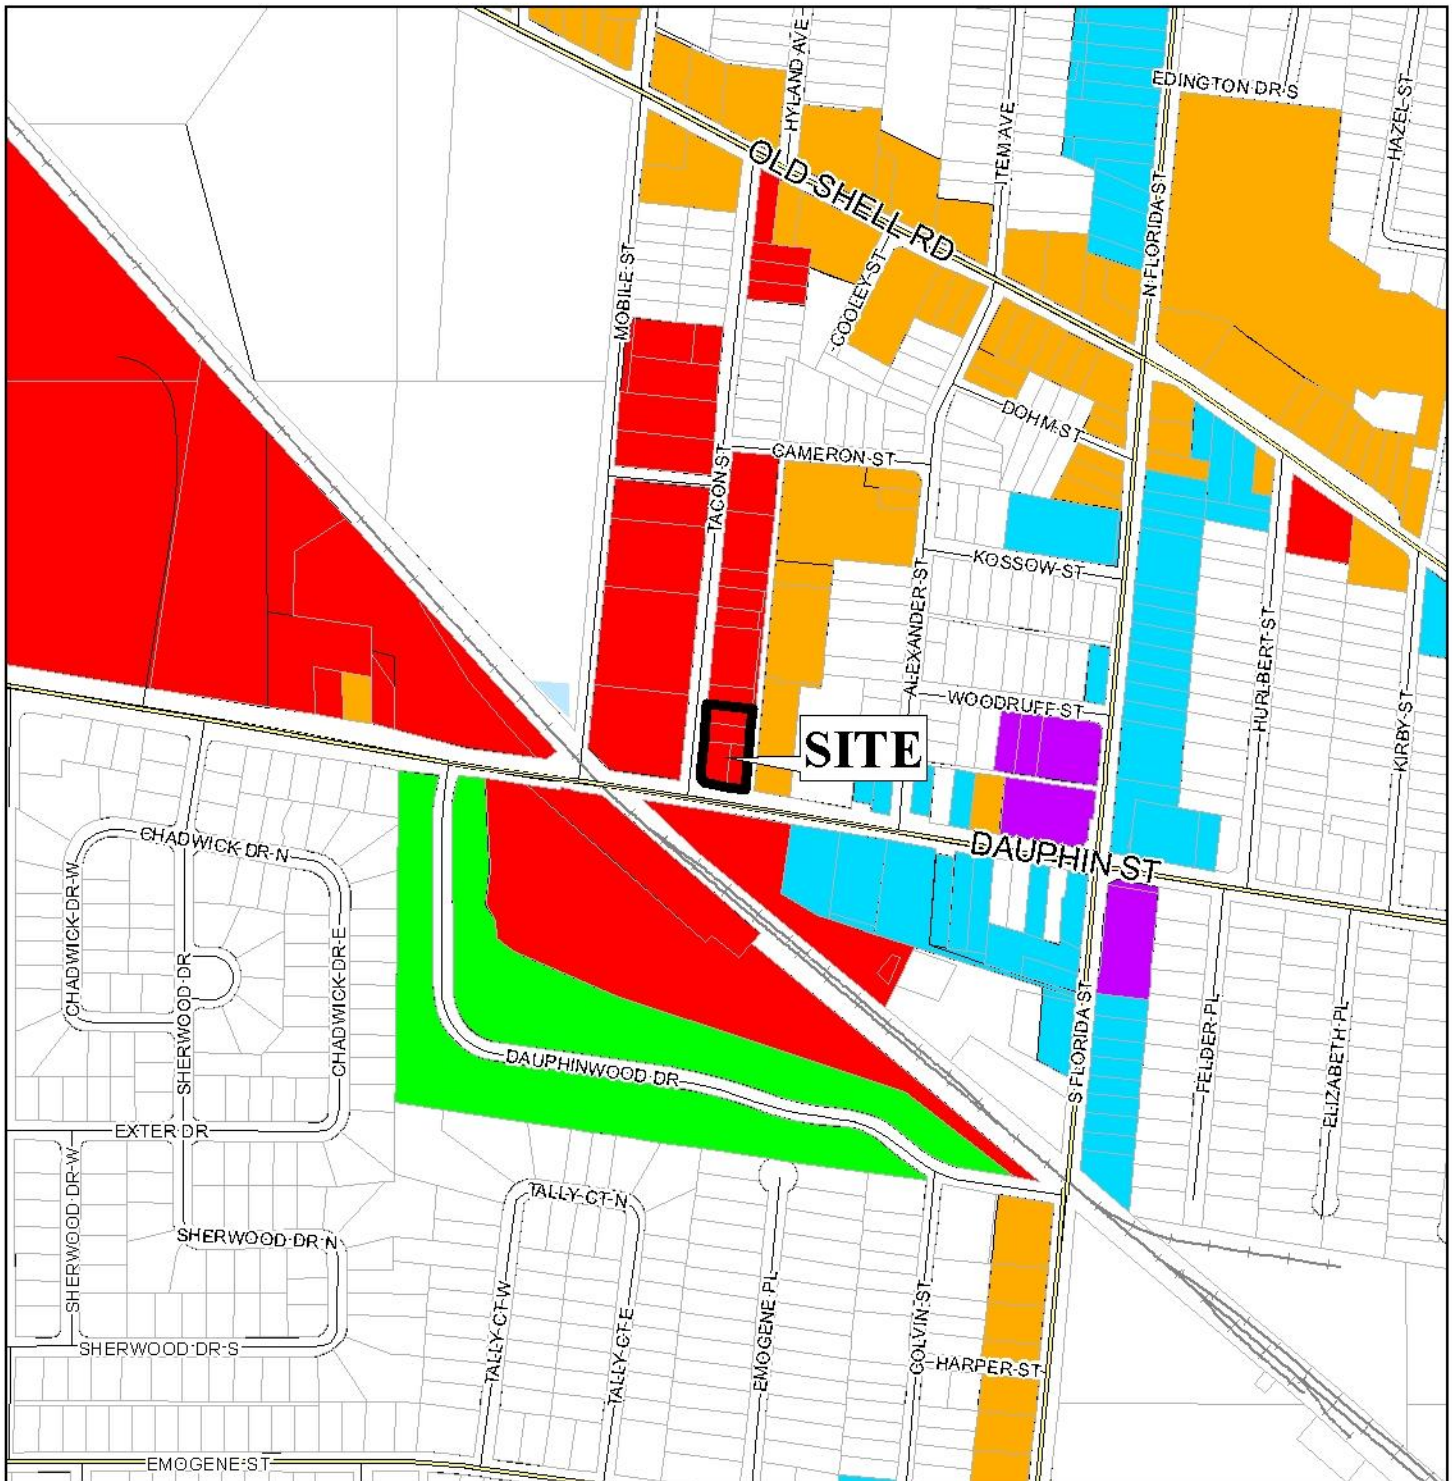 HYLAND AVE
EDINGTON DR S
HAZEL ST
ITEM AVE
OLD SHELL RD
N FLORIDA ST
MOBILE ST
COOLEY ST
DOHM ST
CAMERON ST
TACON ST
KOSSOW ST
ALEXANDER ST
HURLBERT ST
WOODRUFF ST
KIRBY ST
SITE
DAUPHIN ST
CHADWICK DR N
CHADWICK DR W
SHERWOOD DR
CHADWICK DR E
S FLORIDA ST
FELDER PL
ELIZABETH PL
DAUPHINWOOD DR
EXTER DR
SHERWOOD DR W
TALLY CT N
SHERWOOD DR N
TALLY CT W
TALLY CT E
EMOGENE PL
COLVIN ST
HARPER ST
SHERWOOD DR S
EMOGENE ST